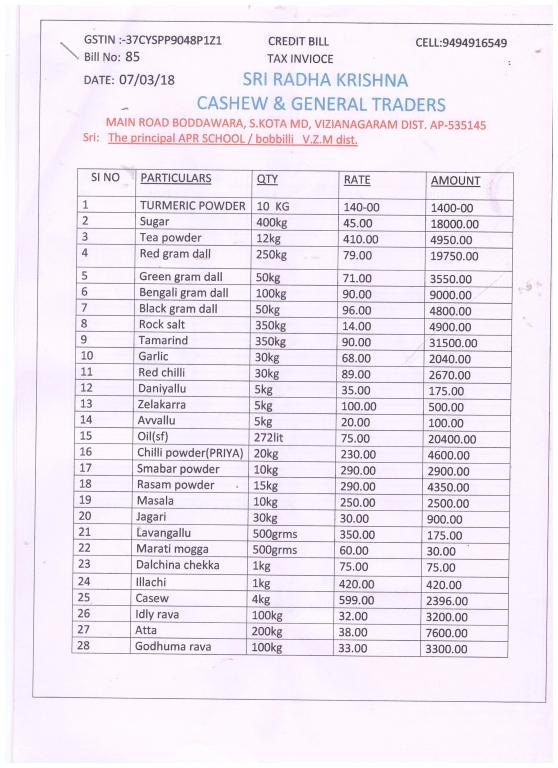 GSTIN :-37CYSPP9048P1Z1 CREDIT BILL CELL:9494916549
Bill No: 85 TAX INVIOCE
DATE: 07/03/18 SRI RADHA KRISHNA
CASHEW & GENERAL TRADERS
MAIN ROAD BODDAWARA, S.KOTA MD, VIZIANAGARAM DIST. AP-535145
Sri: The principal APR SCHOOL / bobbilli V.Z.M dist.
SI NO PARTICULARS QTY RATE AMOUNT
1 TURMERIC POWDER 10 KG 140-00 1400-00
2 Sugar 400kg 45.00 18000.00
3 Tea powder 12kg 410.00 4950.00
4 Red gram dall 250kg 79.00 19750.00
5 Green gram dall 50kg 71.00 3550.00
6 Bengali gram dall 100kg 90.00 9000.00
7 Black gram dall 50kg 96.00 4800.00
8 Rock salt 350kg 14.00 4900.00
9 Tamarind 350kg 90.00 31500.00
10 Garlic 30kg 68.00 2040.00
11 Red chilli 30kg 89.00 2670.00
12 Daniyallu 5kg 35.00 175.00
13 Zelakarra 5kg 100.00 500.00
14 Avvallu 5kg 20.00 100.00
15 Oil(sf) 272lit 75.00 20400.00
16 Chilli powder(PRIYA) 20kg 230.00 4600.00
17 Smabar powder 10kg 290.00 2900.00
18 Rasam powder 15kg 290.00 4350.00
19 Masala 10kg 250.00 2500.00
20 Jagari 30kg 30.00 900.00
21 Lavangallu 500grms 350.00 175.00
22 Marati mogga 500grms 60.00 30.00
23 Dalchina chekka 1kg 75.00 75.00
24 Illachi 1kg 420.00 420.00
25 Casew 4kg 599.00 2396.00
26 Idly rava 100kg 32.00 3200.00
27 Atta 200kg 38.00 7600.00
28 Godhuma rava 100kg 33.00 3300.00